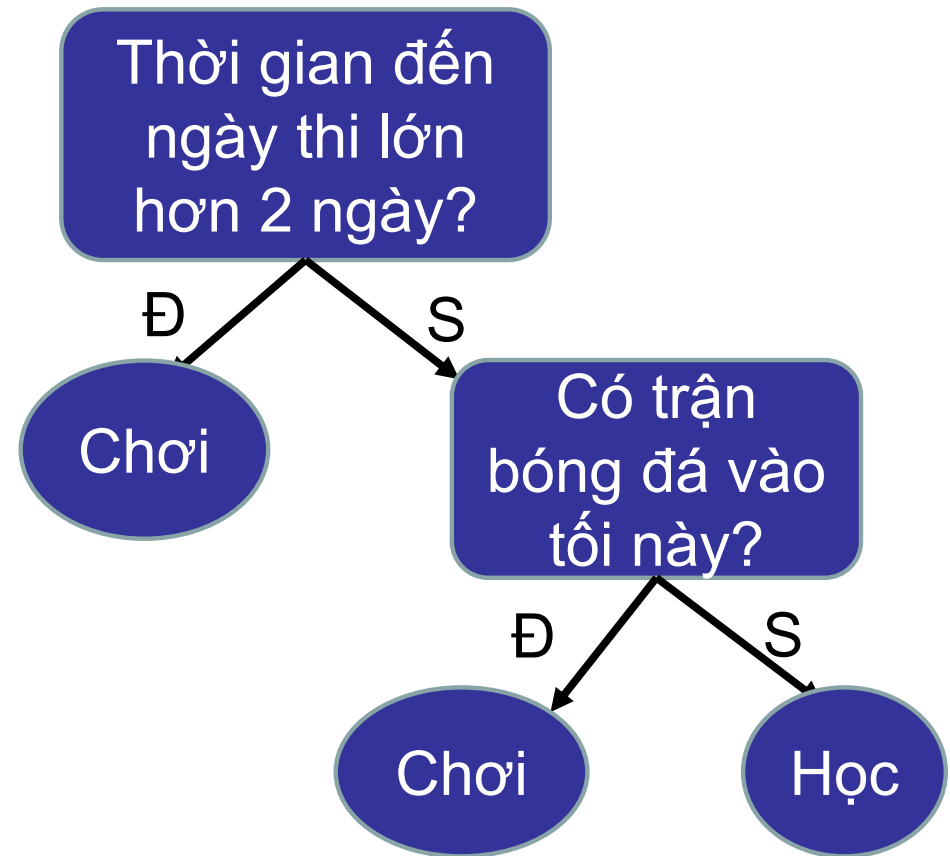 Thời gian đến
ngày thi lớn
hơn 2 ngày?
Đ
S
Chơi
Có trận
bóng đá vào
tối này?
Đ
S
Chơi
Học